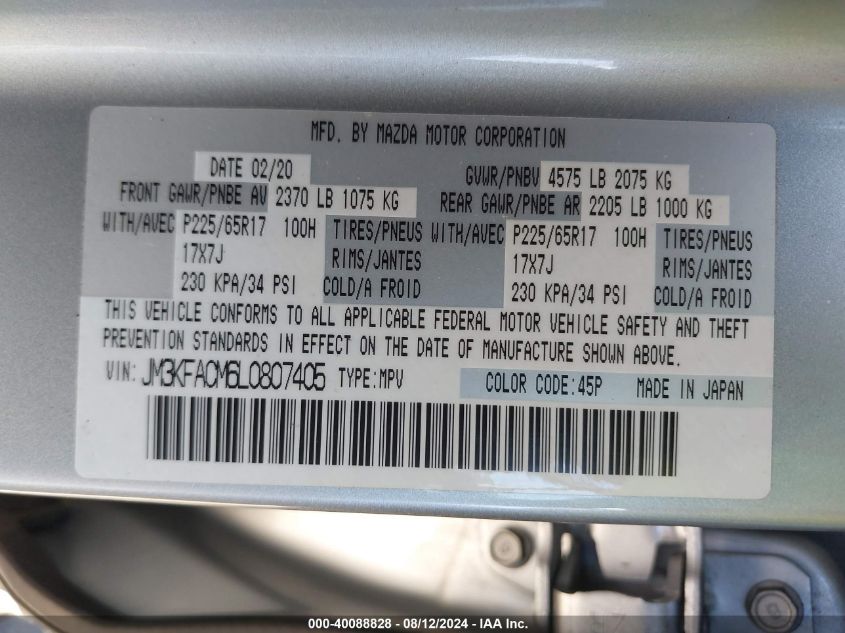 MFD. BY MAZDA MOTOR CORPORATION
DATE 02/20 GVWR/PNBV 4575 LB 2075 KG
FRONT GAWR/PNBE AV 2370 LB 1075 KG REAR GAWR/PNBE AR 2205 LB 1000 KG
WITH/AVEC P225/65R17 100H TIRES/PNEUS WITH/AVEC P225/65R17 100H TIRES/PNEUS
17X7J RIMS/JANTES 17X7J RIMS/JANTES
230 KPA/34 PSI COLD/A FROID 230 KPA/34 PSI COLD/A FROID
THIS VEHICLE CONFORMS TO ALL APPLICABLE FEDERAL MOTOR VEHICLE SAFETY AND THEFT
PREVENTION STANDARDS IN EFFECT ON THE DATE OF MANUFACTURE SHOWN ABOVE.
VIN: JM3KFACM6L0807405 TYPE:MPV COLOR CODE:45P MADE IN JAPAN
000-40088828 - 08/12/2024 - IAA Inc.